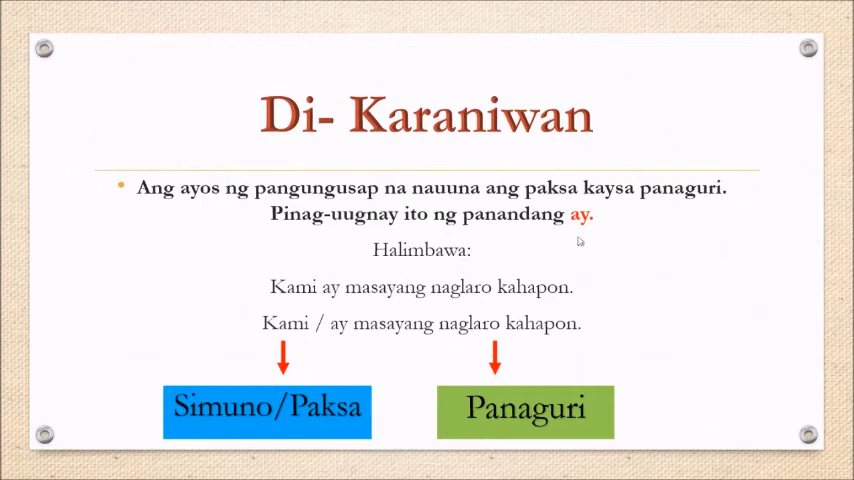 Di- Karaniwan
• Ang ayos ng pangungusap na nauuna ang paksa kaysa panaguri.
Pinag-uugnay ito ng panandang ay.
Halimbawa:
Kami ay masayang naglaro kahapon.
Kami / ay masayang naglaro kahapon.
Simuno/Paksa
Panaguri